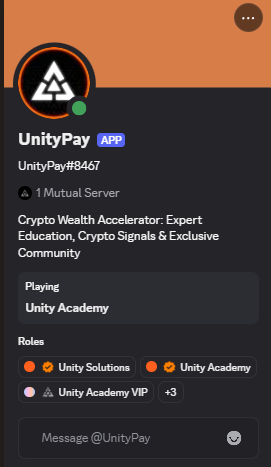 UnityPay APP
UnityPay#8467
1 Mutual Server
Crypto Wealth Accelerator: Expert
Education, Crypto Signals & Exclusive
Community
Playing
Unity Academy
Roles
Unity Solutions Unity Academy
Unity Academy VIP +3
Message @UnityPay